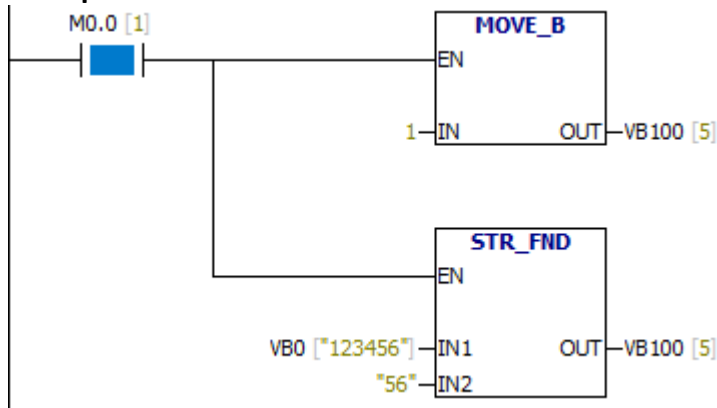 M0.0 [1]
MOVE_B
EN
1 IN OUT VB100 [5]
STR_FND
EN
VB0 ["123456"] IN1 OUT VB100 [5]
"56" IN2